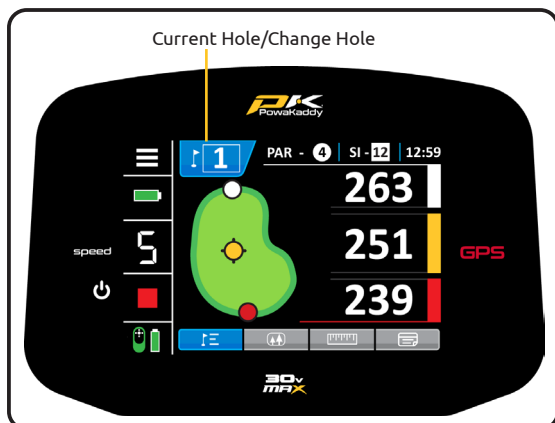 Current Hole/Change Hole
PK
PowaKaddy
1
PAR - 4 SI - 12 12:59
263
speed 5 251 GPS
239
30V
MAX